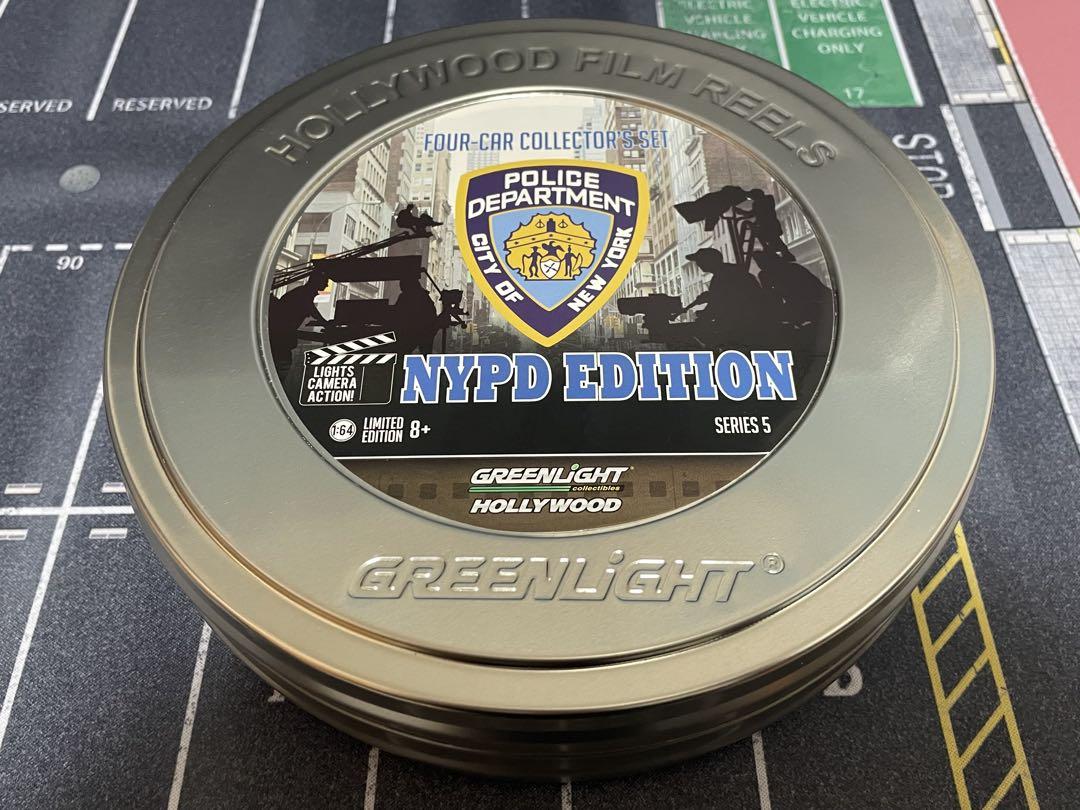 HOLLYWOOD FILM REELS
FOUR-CAR COLLECTOR'S SET
POLICE
DEPARTMENT
CITY OF
NEW YORK
LIGHTS
CAMERA
ACTION!
NYPD EDITION
1:64
LIMITED
EDITION
8+
SERIES 5
GREENLiGHT
collectibles
HOLLYWOOD
GREENLiGHT®
SERVED
RESERVED
90
ELECTRIC
VEHICLE
CHARGING
ONLY
ELECTRIC
VEHICLE
CHARGING
ONLY
17
STOP